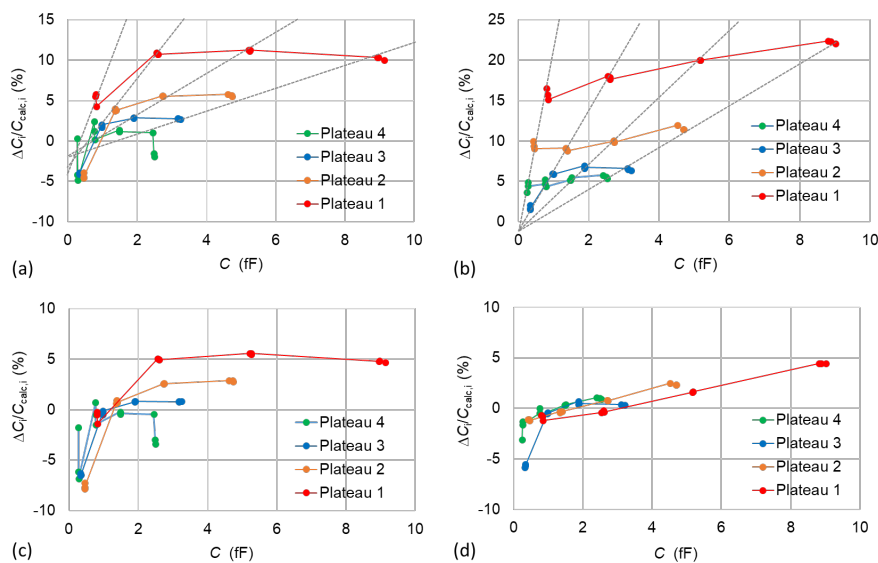 ΔCi/Ccalc,i (%)
15
10
5
0
-5
-10
0 2 4 6 8 10
C (fF)
Plateau 4
Plateau 3
Plateau 2
Plateau 1
(a)
ΔCi/Ccalc,i (%)
25
20
15
10
5
0
0 2 4 6 8 10
C (fF)
Plateau 4
Plateau 3
Plateau 2
Plateau 1
(b)
ΔCi/Ccalc,i (%)
10
5
0
-5
-10
0 2 4 6 8 10
C (fF)
Plateau 4
Plateau 3
Plateau 2
Plateau 1
(c)
ΔCi/Ccalc,i (%)
10
5
0
-5
-10
0 2 4 6 8 10
C (fF)
Plateau 4
Plateau 3
Plateau 2
Plateau 1
(d)